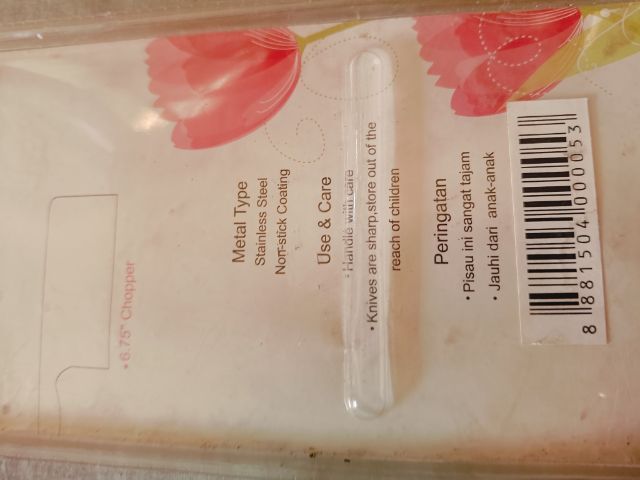 • 6.75" Chopper
Metal Type
Stainless Steel
Non-stick Coating
Use & Care
• Handle with care
• Knives are sharp,store out of the
reach of children
Peringatan
• Pisau ini sangat tajam
• Jauhi dari anak-anak
8 881504 000053